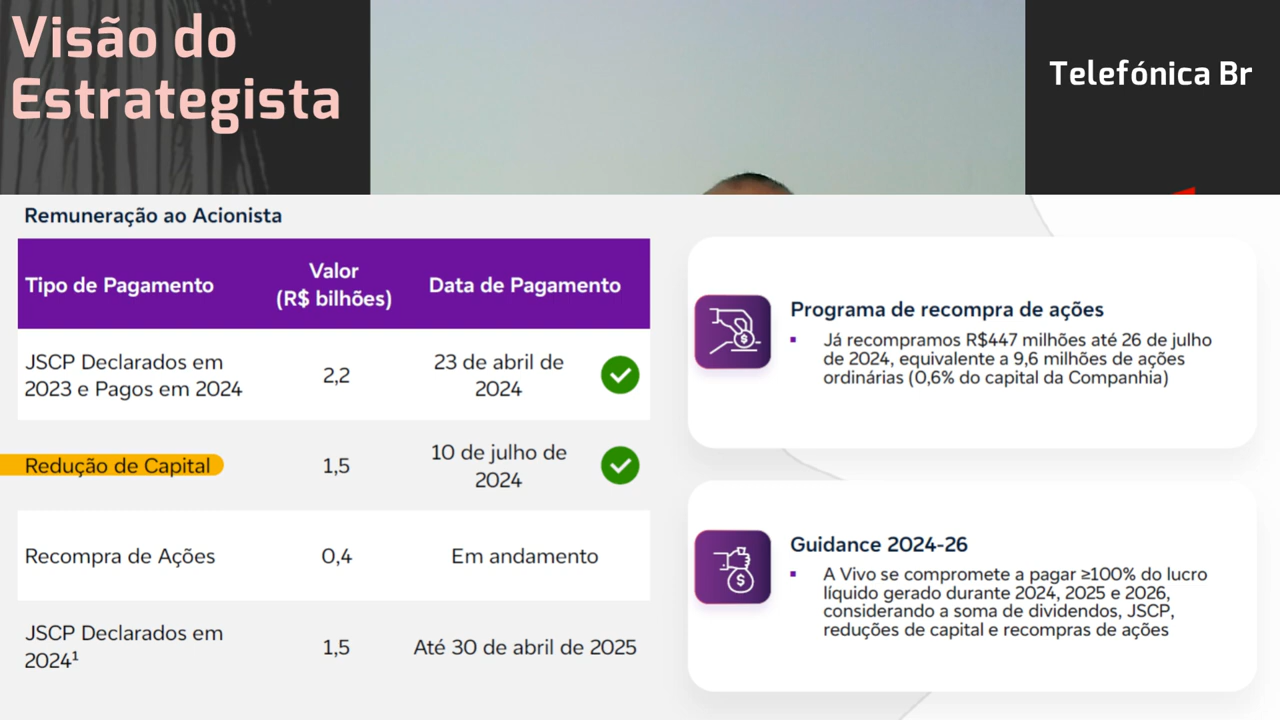 Visão do
Estrategista
Telefónica Br
Remuneração ao Acionista
Tipo de Pagamento
Valor
(R$ bilhões)
Data de Pagamento
JSCP Declarados em
2023 e Pagos em 2024
2,2
23 de abril de
2024
Redução de Capital
1,5
10 de julho de
2024
Recompra de Ações
0,4
Em andamento
JSCP Declarados em
2024¹
1,5
Até 30 de abril de 2025
Programa de recompra de ações
▪ Já recompramos R$447 milhões até 26 de julho
de 2024, equivalente a 9,6 milhões de ações
ordinárias (0,6% do capital da Companhia)
Guidance 2024-26
▪ A Vivo se compromete a pagar ≥100% do lucro
líquido gerado durante 2024, 2025 e 2026,
considerando a soma de dividendos, JSCP,
reduções de capital e recompras de ações